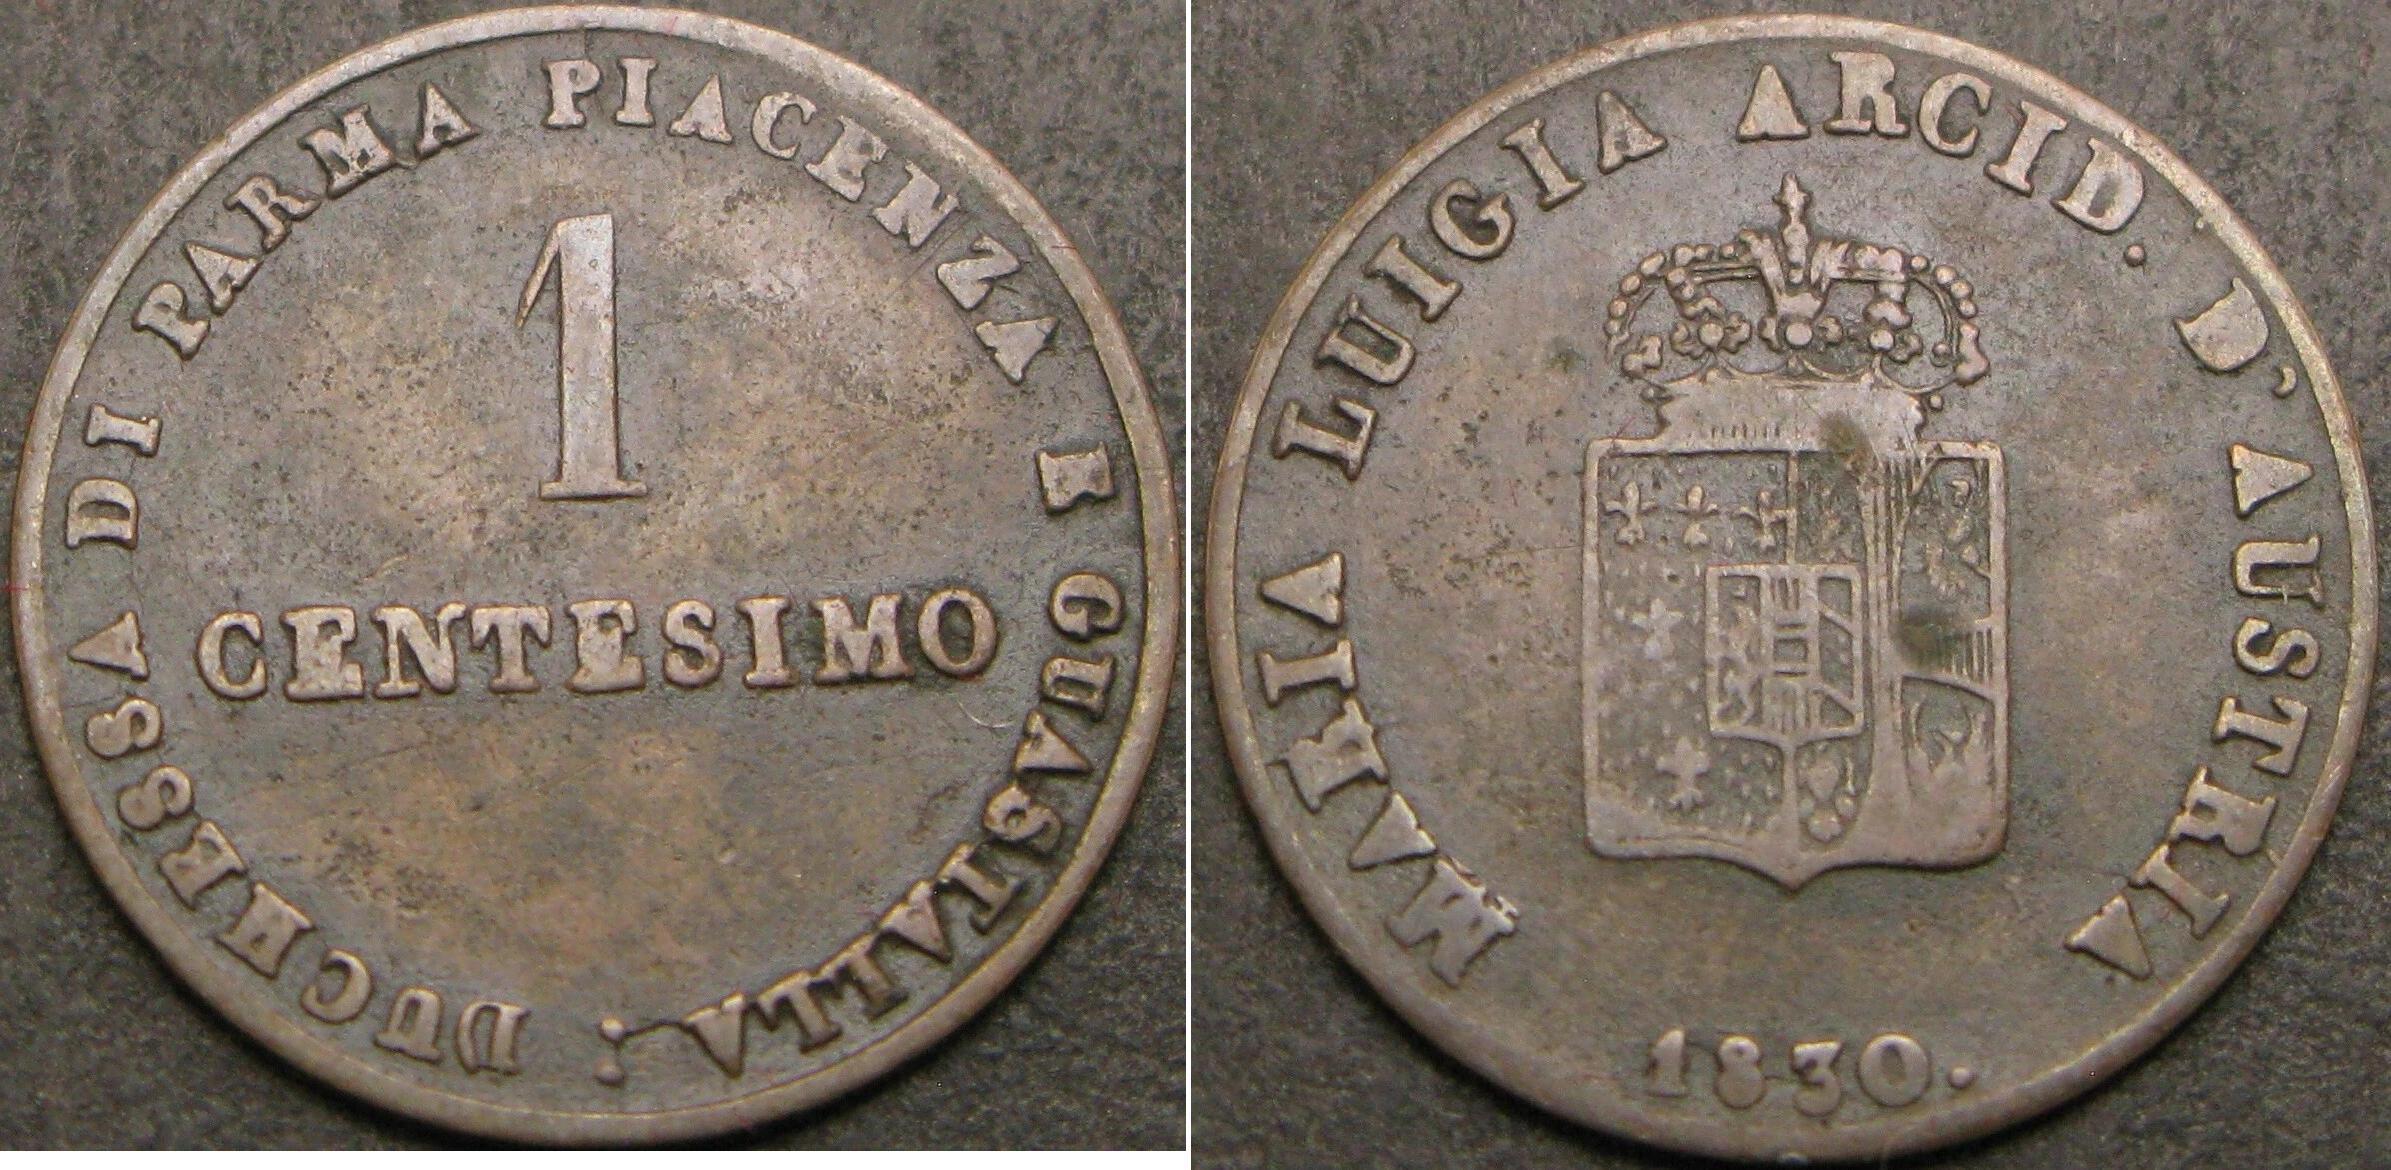 DUCHESSA DI PARMA PIACENZA E GUASTALLA :
1
CENTESIMO
MARIA LUIGIA ARCID. D'AUSTRIA
1830.